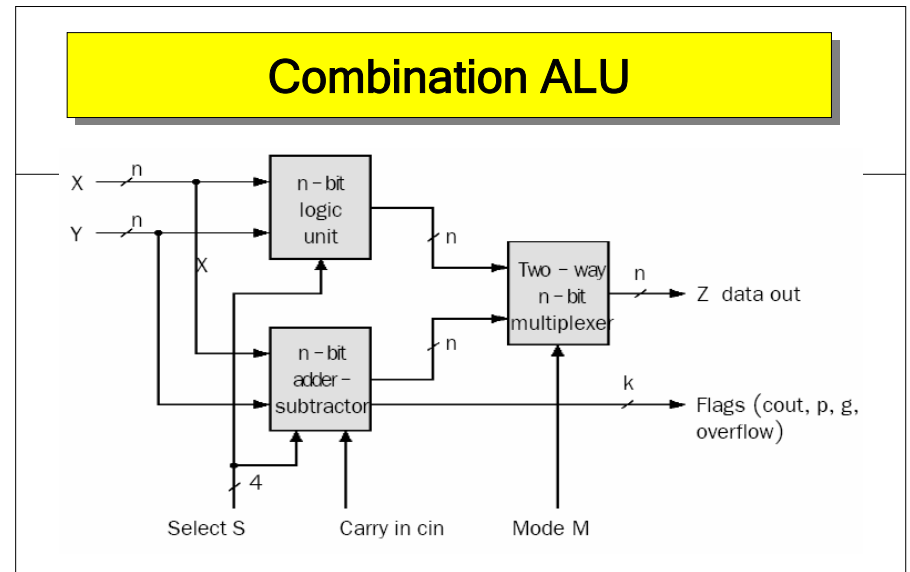 Combination ALU
X
n
n – bit
logic
unit
Y
n
X
n
Two – way
n – bit
multiplexer
n
Z data out
n – bit
adder –
subtractor
n
k
Flags (cout, p, g,
overflow)
4
Select S
Carry in cin
Mode M